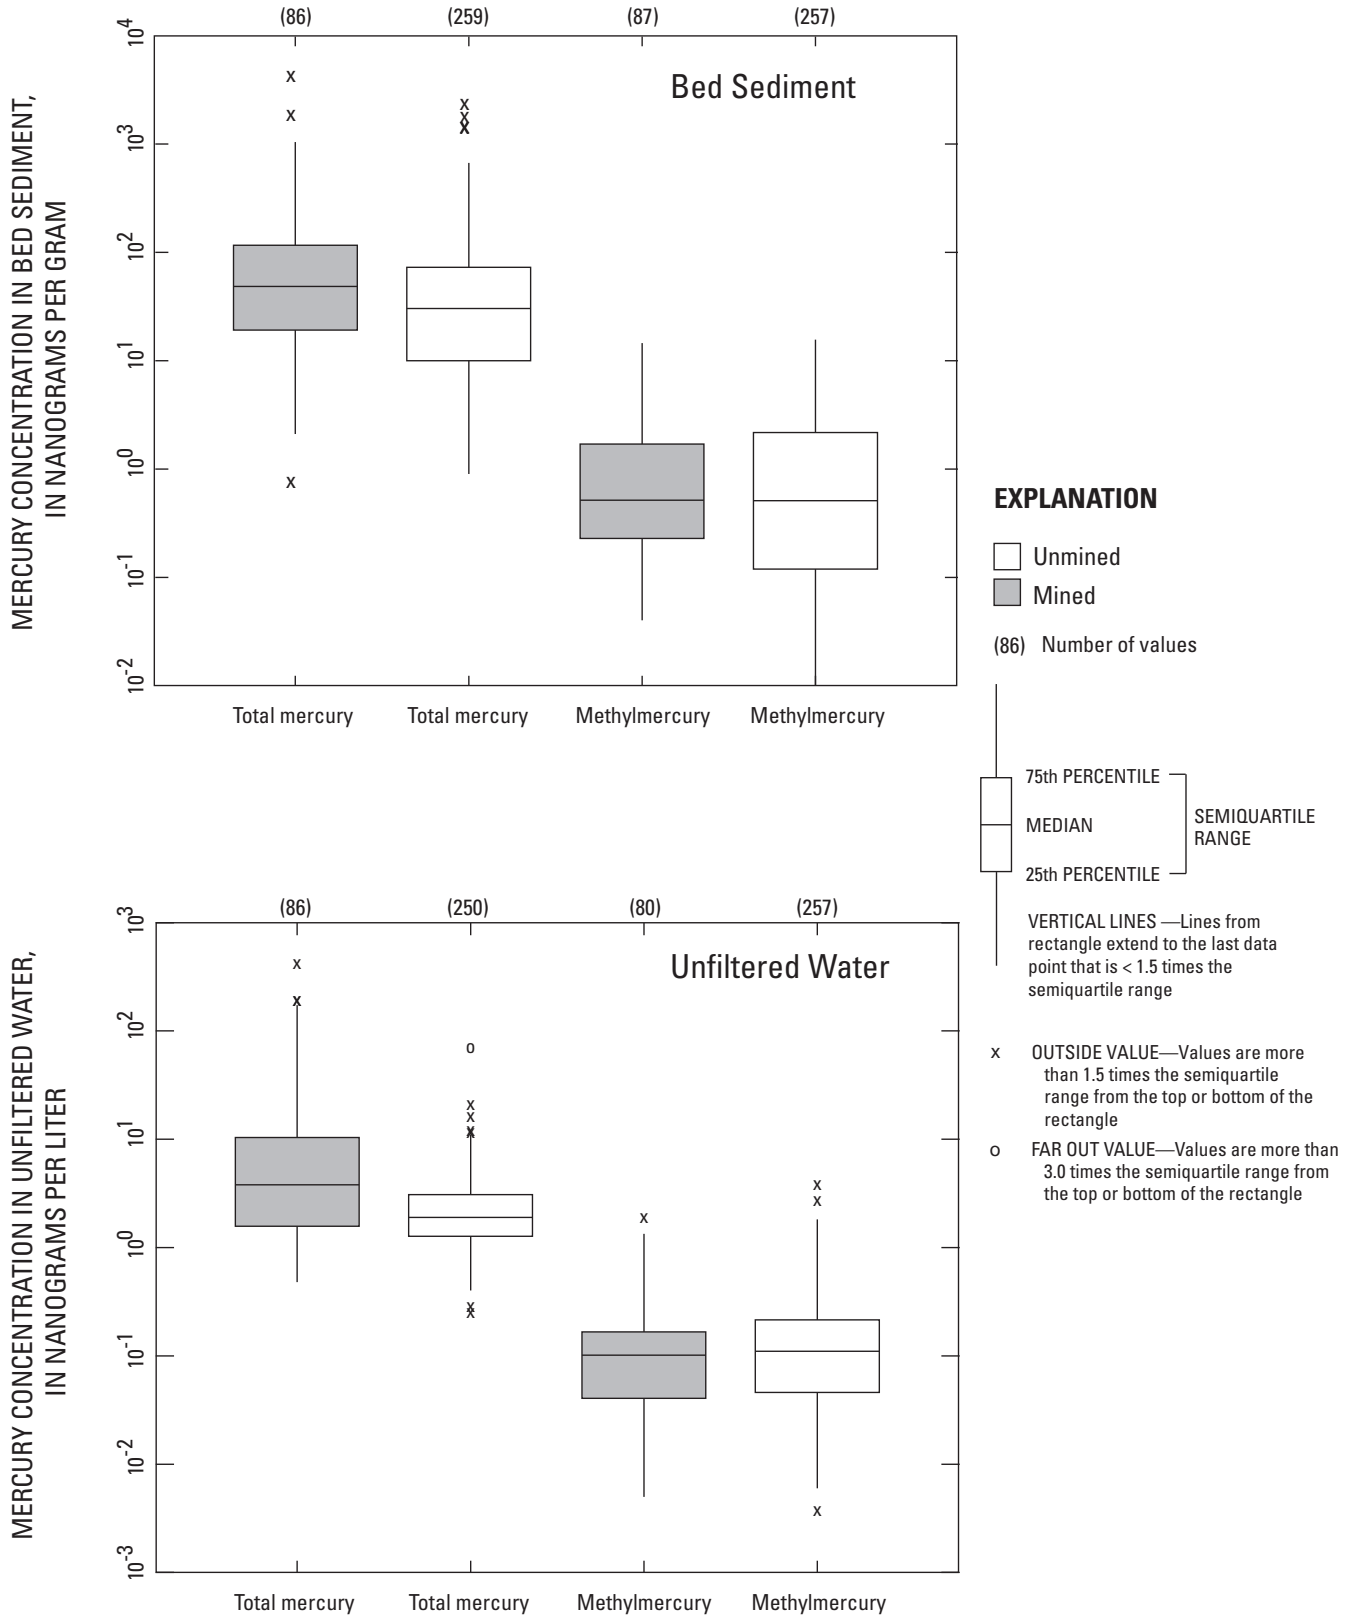 (86) (259) (87) (257)
Bed Sediment
MERCURY CONCENTRATION IN BED SEDIMENT,
IN NANOGRAMS PER GRAM
10^4
10^3
10^2
10^1
10^0
10^-1
10^-2
Total mercury Total mercury Methylmercury Methylmercury
EXPLANATION
Unmined
Mined
(86) Number of values
75th PERCENTILE
MEDIAN
25th PERCENTILE
SEMIQUARTILE
RANGE
VERTICAL LINES —Lines from
rectangle extend to the last data
point that is < 1.5 times the
semiquartile range
x OUTSIDE VALUE—Values are more
than 1.5 times the semiquartile
range from the top or bottom of the
rectangle
o FAR OUT VALUE—Values are more than
3.0 times the semiquartile range from
the top or bottom of the rectangle
(86) (250) (80) (257)
Unfiltered Water
MERCURY CONCENTRATION IN UNFILTERED WATER,
IN NANOGRAMS PER LITER
10^3
10^2
10^1
10^0
10^-1
10^-2
10^-3
Total mercury Total mercury Methylmercury Methylmercury